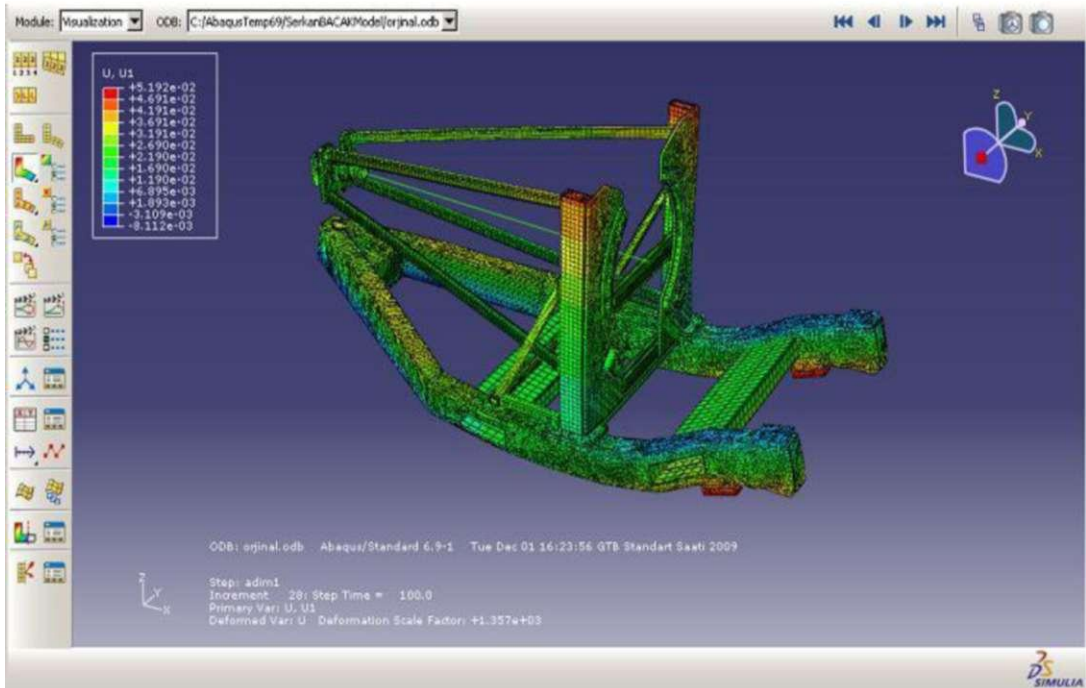 Module: Visualization ODB: C:/AbaqusTemp69/SerkanBACAKModel/orjinal.odb
U, U1
+5.192e-02
+4.691e-02
+4.191e-02
+3.691e-02
+3.191e-02
+2.690e-02
+2.190e-02
+1.690e-02
+1.190e-02
+6.895e-03
+1.893e-03
-3.109e-03
-8.112e-03
Z
Y
X
ODB: orjinal.odb Abaqus/Standard 6.9-1 Tue Dec 01 16:23:56 GTB Standart Saati 2009
Z
Y
X
Step: adim1
Increment 28: Step Time = 100.0
Primary Var: U, U1
Deformed Var: U Deformation Scale Factor: +1.357e+03
SIMULIA